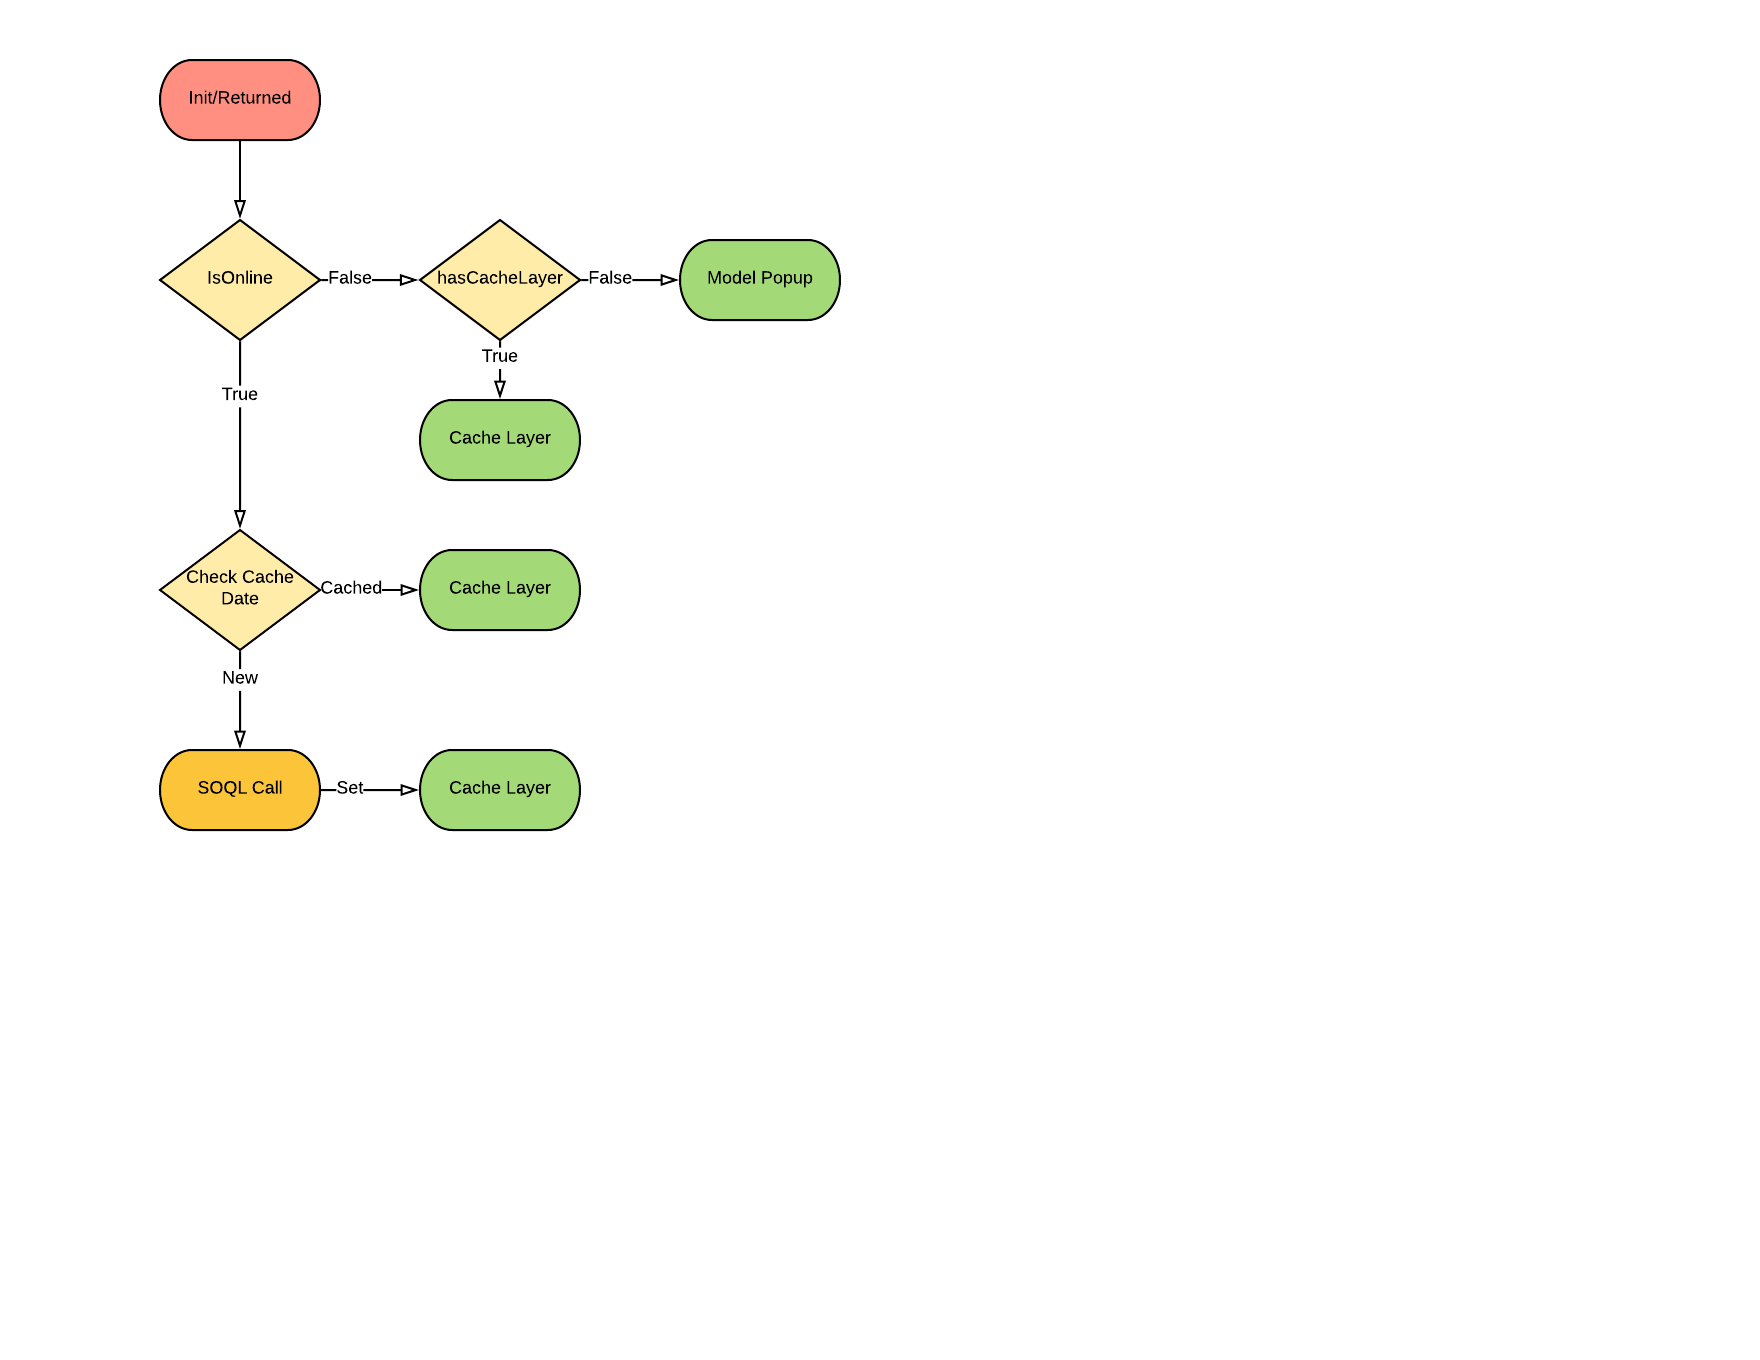 Init/Returned
IsOnline
False
hasCacheLayer
False
Model Popup
True
True
Cache Layer
Check Cache
Date
Cached
Cache Layer
New
SOQL Call
Set
Cache Layer